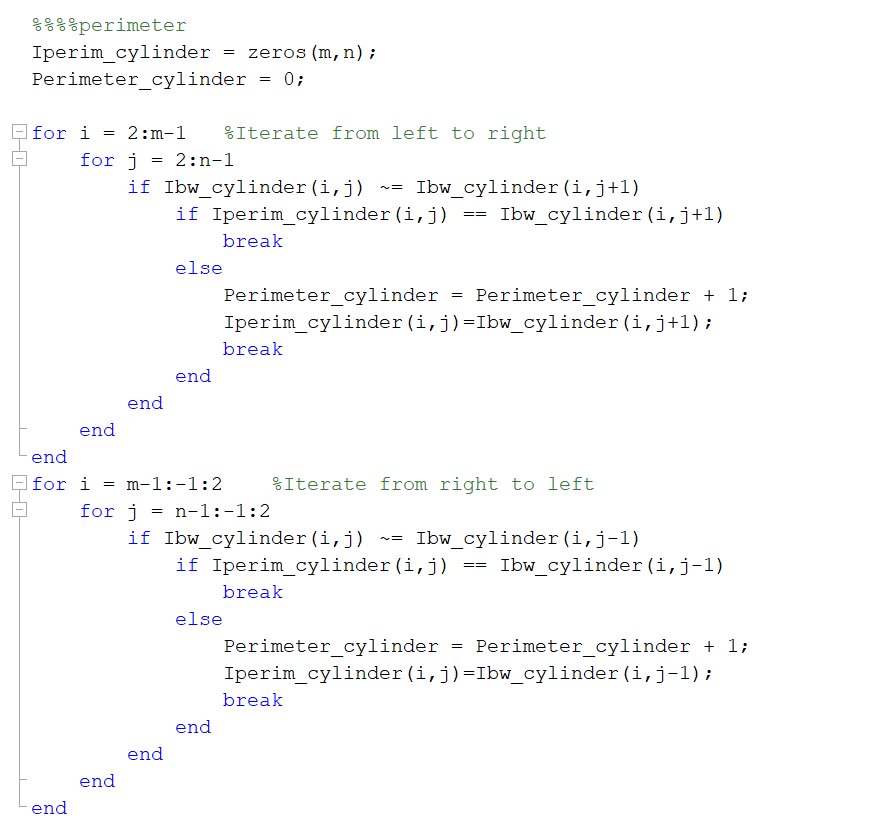 %%%%perimeter
Iperim_cylinder = zeros(m,n);
Perimeter_cylinder = 0;
for i = 2:m-1   %Iterate from left to right
    for j = 2:n-1
        if Ibw_cylinder(i,j) ~= Ibw_cylinder(i,j+1)
            if Iperim_cylinder(i,j) == Ibw_cylinder(i,j+1)
                break
            else
                Perimeter_cylinder = Perimeter_cylinder + 1;
                Iperim_cylinder(i,j)=Ibw_cylinder(i,j+1);
                break
            end
        end
    end
end
for i = m-1:-1:2    %Iterate from right to left
    for j = n-1:-1:2
        if Ibw_cylinder(i,j) ~= Ibw_cylinder(i,j-1)
            if Iperim_cylinder(i,j) == Ibw_cylinder(i,j-1)
                break
            else
                Perimeter_cylinder = Perimeter_cylinder + 1;
                Iperim_cylinder(i,j)=Ibw_cylinder(i,j-1);
                break
            end
        end
    end
end